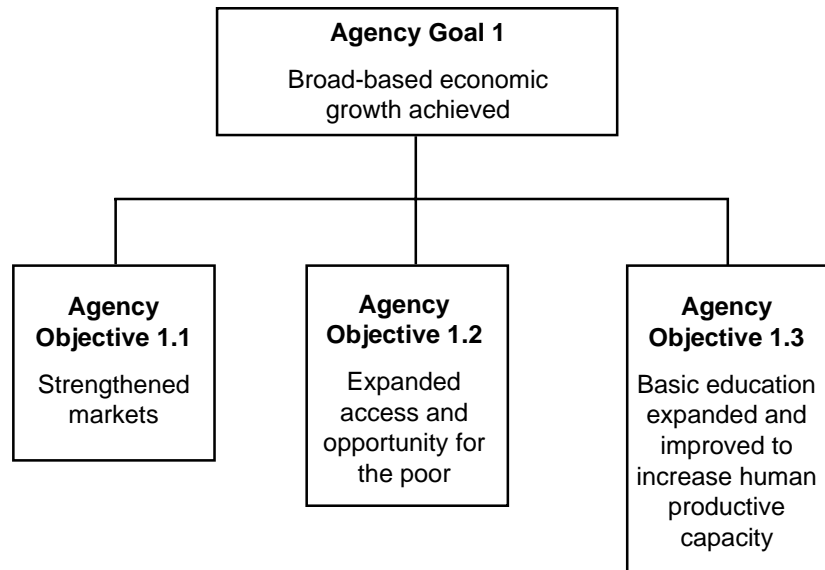 Agency Goal 1
Broad-based economic
growth achieved
Agency
Objective 1.1
Strengthened
markets
Agency
Objective 1.2
Expanded
access and
opportunity for
the poor
Agency
Objective 1.3
Basic education
expanded and
improved to
increase human
productive
capacity